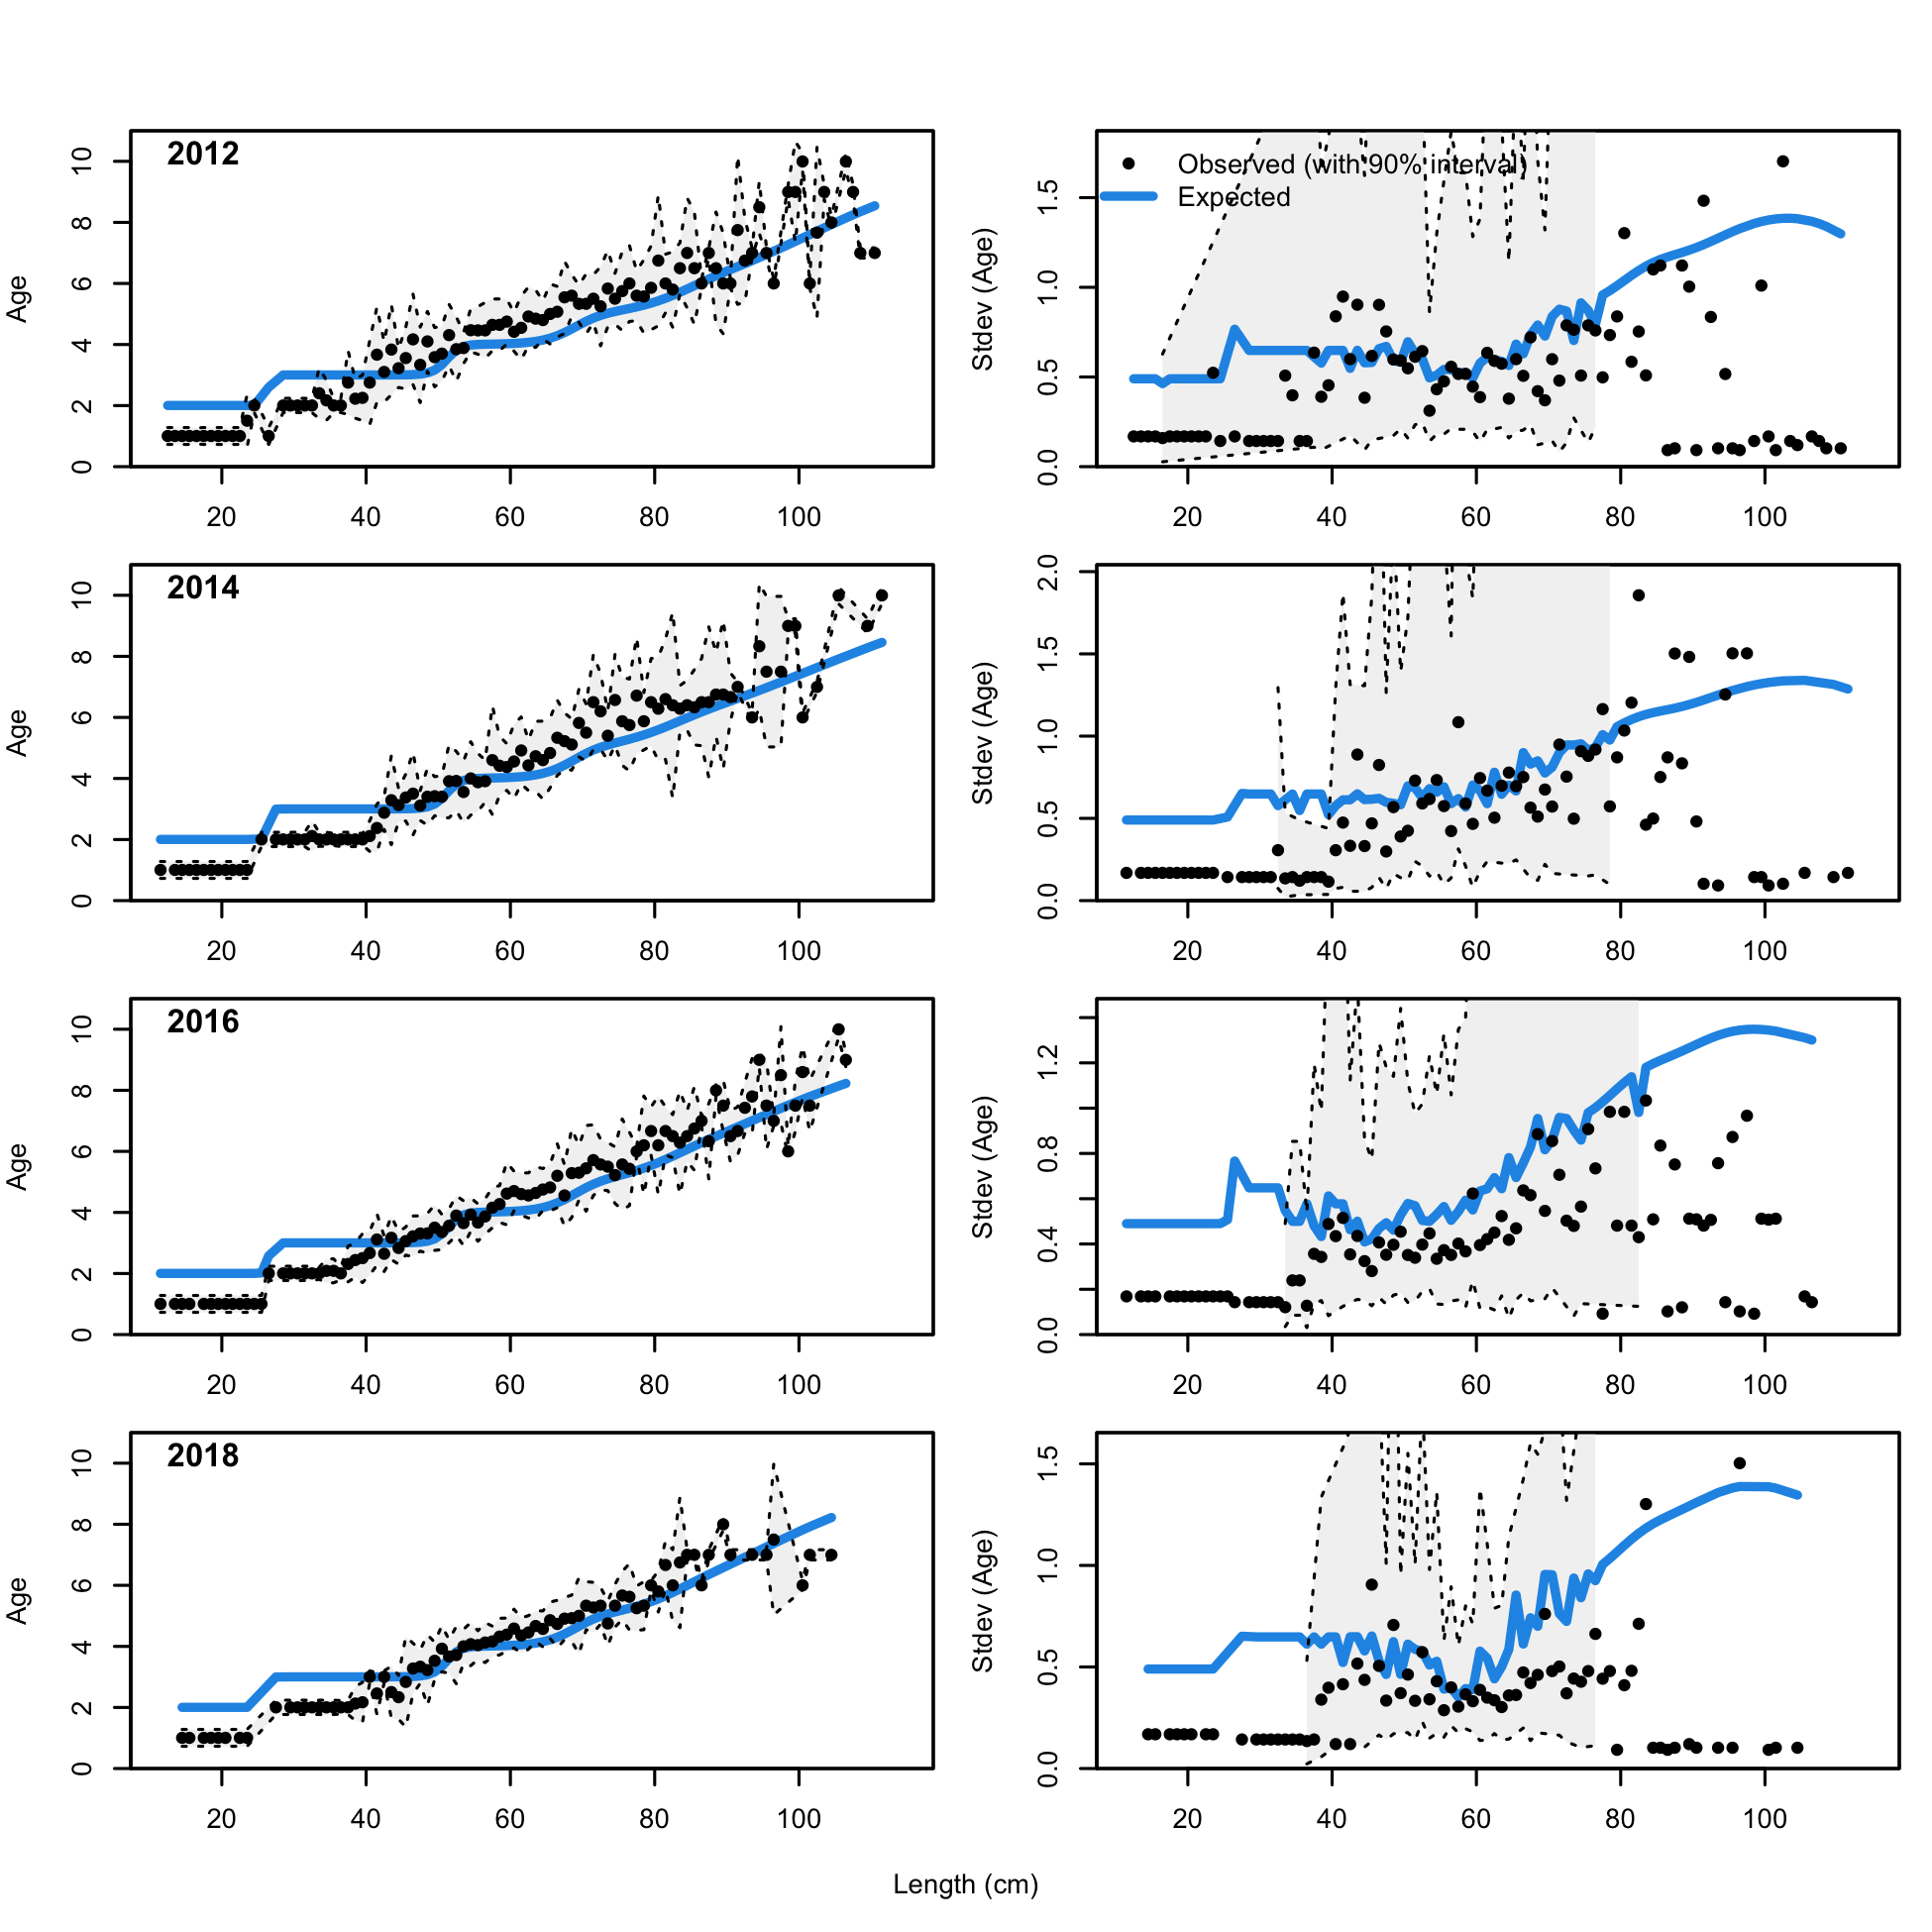 2012
Age
0 2 4 6 8 10
20 40 60 80 100
Observed (with 90% interval)
Expected
Stdev (Age)
0.0 0.5 1.0 1.5
20 40 60 80 100
2014
Age
0 2 4 6 8 10
20 40 60 80 100
Stdev (Age)
0.0 0.5 1.0 1.5 2.0
20 40 60 80 100
2016
Age
0 2 4 6 8 10
20 40 60 80 100
Stdev (Age)
0.0 0.4 0.8 1.2
20 40 60 80 100
2018
Age
0 2 4 6 8 10
20 40 60 80 100
Stdev (Age)
0.0 0.5 1.0 1.5
20 40 60 80 100
Length (cm)